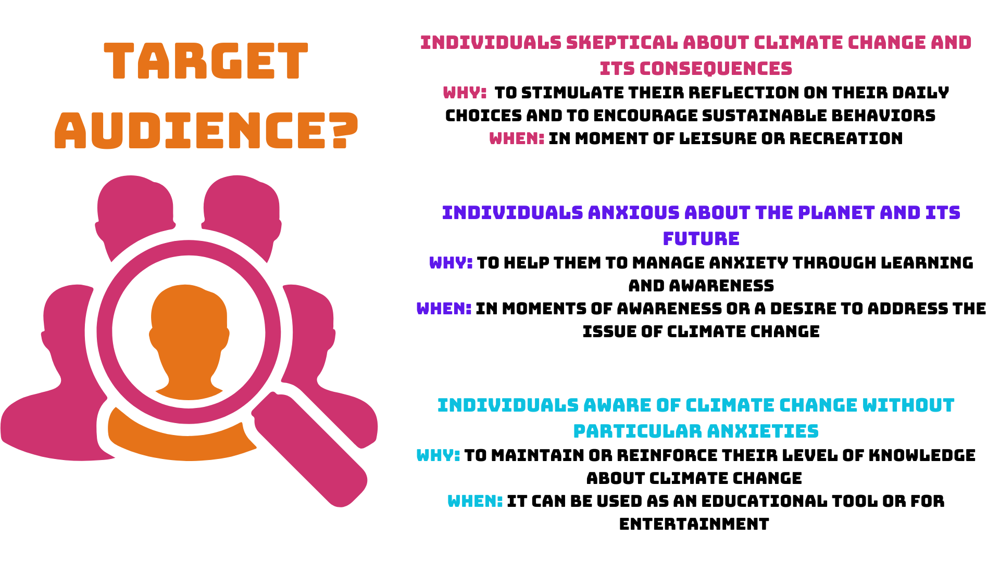 TARGET
AUDIENCE?
INDIVIDUALS SKEPTICAL ABOUT CLIMATE CHANGE AND
ITS CONSEQUENCES
WHY: TO STIMULATE THEIR REFLECTION ON THEIR DAILY
CHOICES AND TO ENCOURAGE SUSTAINABLE BEHAVIORS
WHEN: IN MOMENT OF LEISURE OR RECREATION
INDIVIDUALS ANXIOUS ABOUT THE PLANET AND ITS
FUTURE
WHY: TO HELP THEM TO MANAGE ANXIETY THROUGH LEARNING
AND AWARENESS
WHEN: IN MOMENTS OF AWARENESS OR A DESIRE TO ADDRESS THE
ISSUE OF CLIMATE CHANGE
INDIVIDUALS AWARE OF CLIMATE CHANGE WITHOUT
PARTICULAR ANXIETIES
WHY: TO MAINTAIN OR REINFORCE THEIR LEVEL OF KNOWLEDGE
ABOUT CLIMATE CHANGE
WHEN: IT CAN BE USED AS AN EDUCATIONAL TOOL OR FOR
ENTERTAINMENT